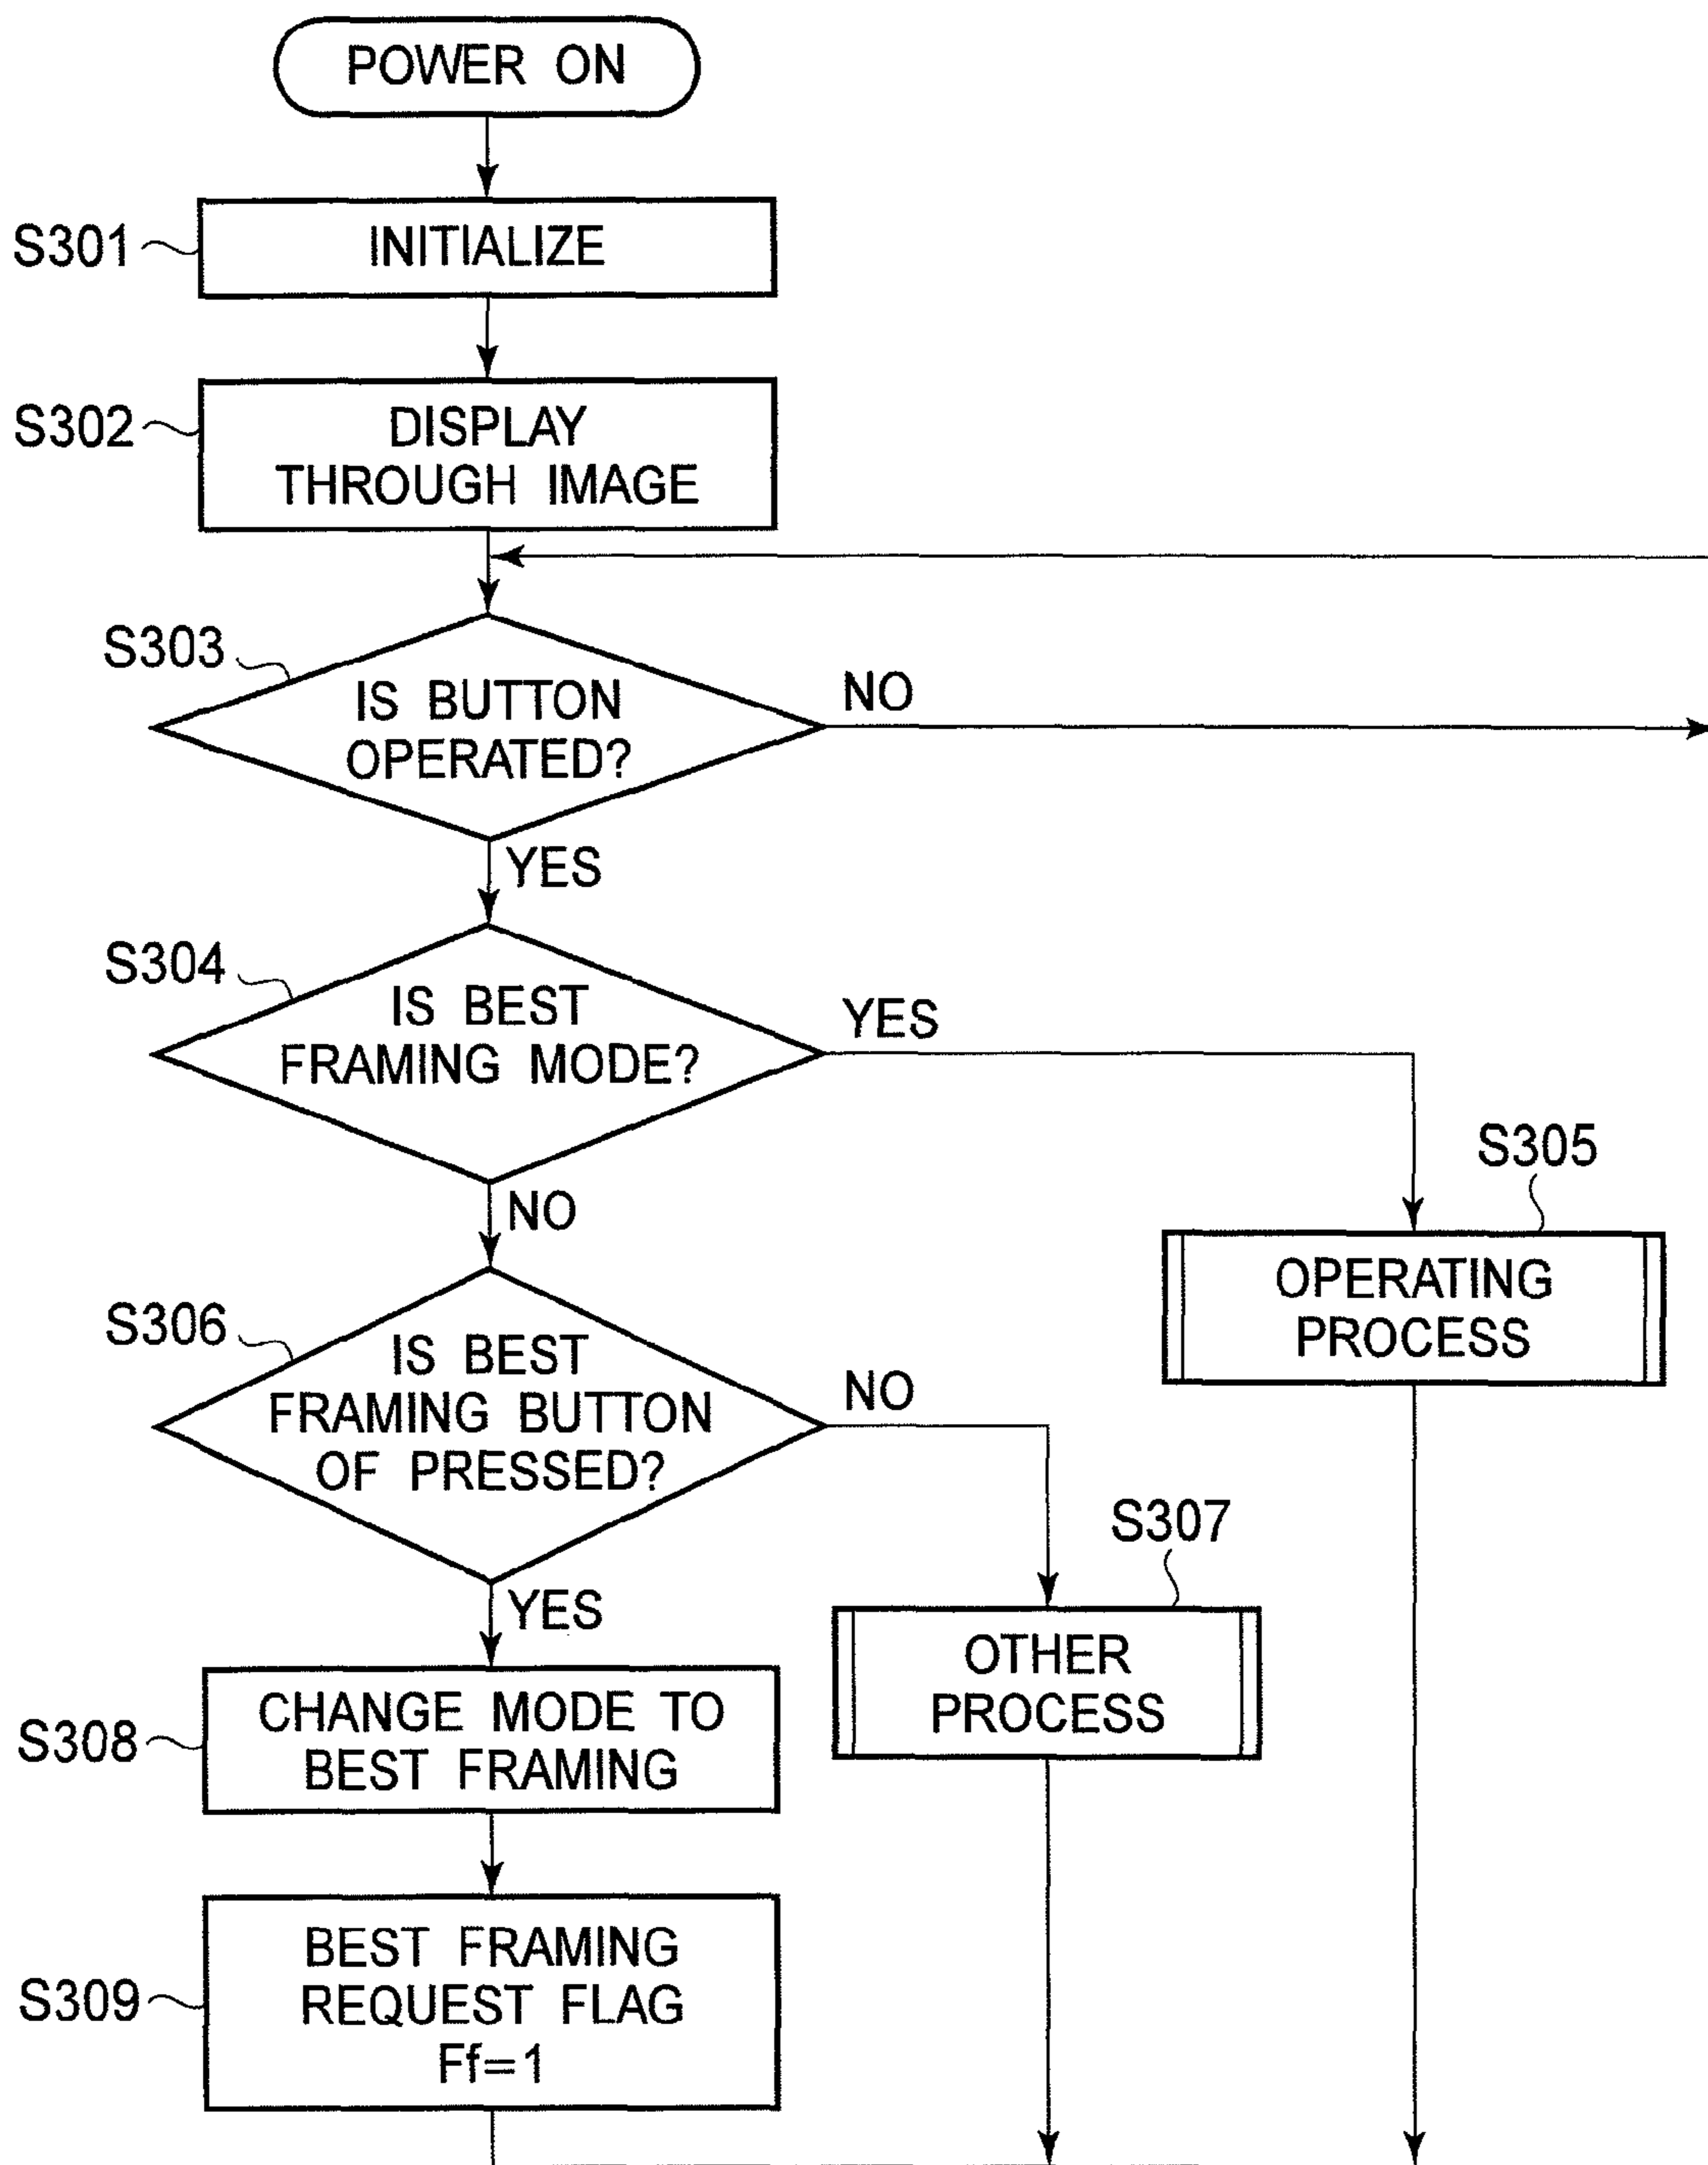 POWER ON
S301
INITIALIZE
S302
DISPLAY
THROUGH IMAGE
S303
IS BUTTON
OPERATED?
NO
YES
S304
IS BEST
FRAMING MODE?
YES
NO
S305
OPERATING
PROCESS
S306
IS BEST
FRAMING BUTTON
OF PRESSED?
NO
YES
S307
OTHER
PROCESS
S308
CHANGE MODE TO
BEST FRAMING
S309
BEST FRAMING
REQUEST FLAG
Ff=1